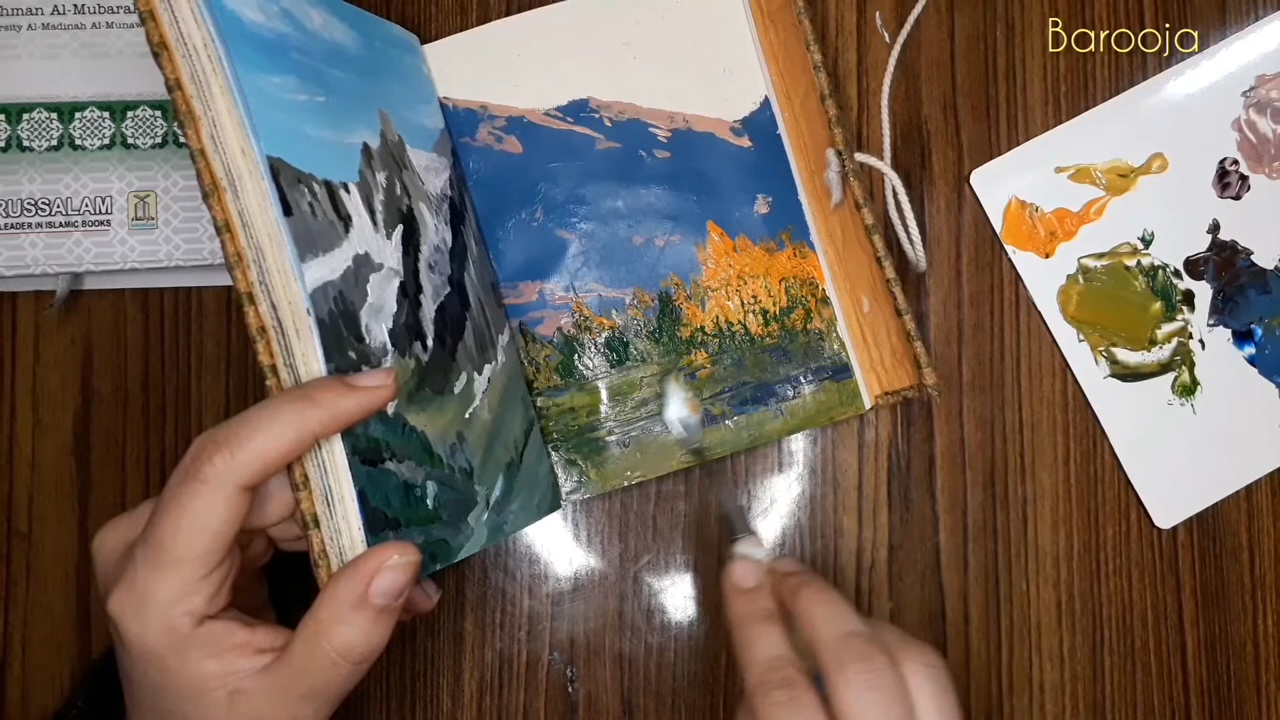 hman Al-Mubarak
rsity Al-Madinah Al-Munaw
RUSSALAM
LEADER IN ISLAMIC BOOKS
Barooja